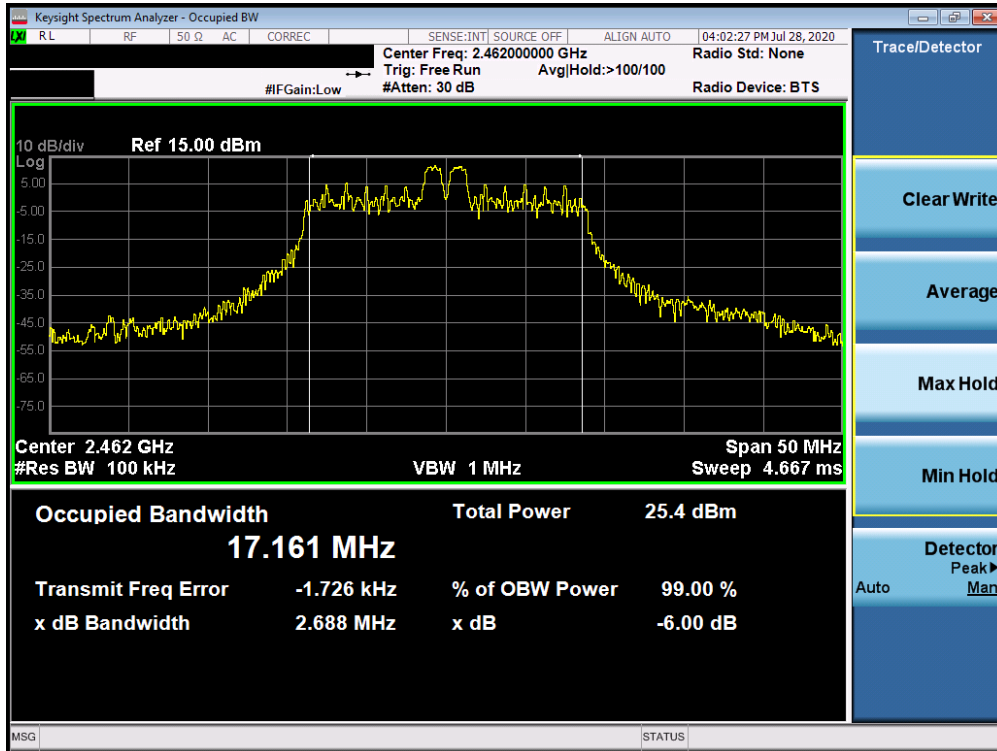 Keysight Spectrum Analyzer - Occupied BW
LXI RL RF 50 Ω AC CORREC SENSE:INT SOURCE OFF ALIGN AUTO 04:02:27 PM Jul 28, 2020
Center Freq: 2.462000000 GHz Radio Std: None
Trig: Free Run Avg|Hold:>100/100
#IFGain:Low #Atten: 30 dB Radio Device: BTS
Trace/Detector
10 dB/div Ref 15.00 dBm
Log
5.00
-5.00
-15.0
-25.0
-35.0
-45.0
-55.0
-65.0
-75.0
Center 2.462 GHz Span 50 MHz
#Res BW 100 kHz VBW 1 MHz Sweep 4.667 ms
Occupied Bandwidth Total Power 25.4 dBm
17.161 MHz
Transmit Freq Error -1.726 kHz % of OBW Power 99.00 %
x dB Bandwidth 2.688 MHz x dB -6.00 dB
Clear Write
Average
Max Hold
Min Hold
Detector
Peak▶
Auto Man
MSG STATUS